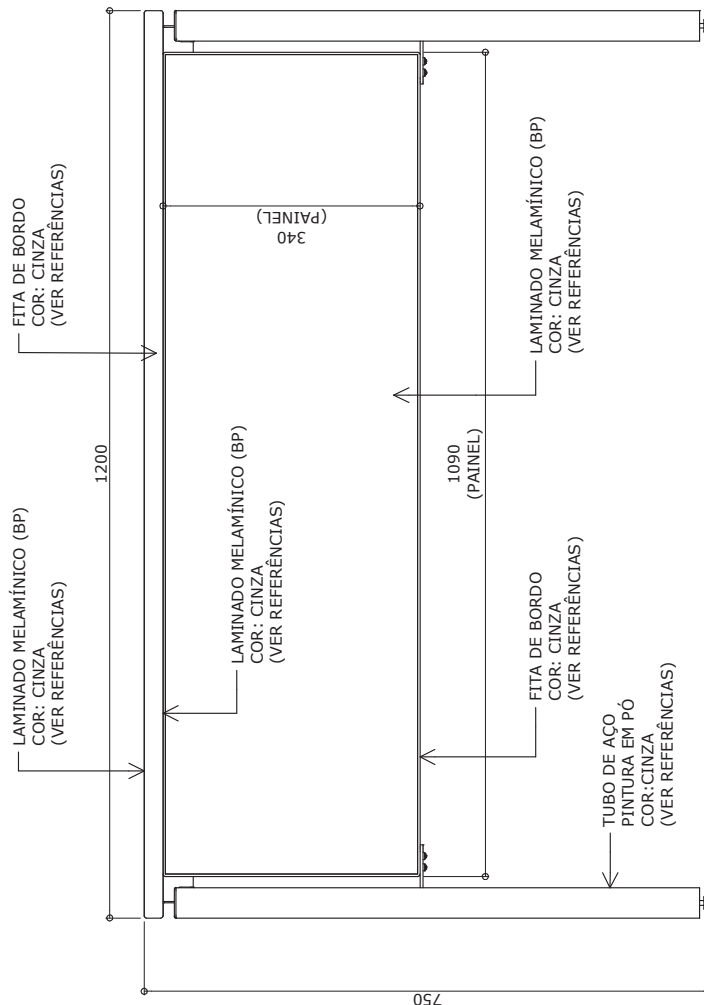 LAMINADO MELAMÍNICO (BP)
COR: CINZA
(VER REFERÊNCIAS)
FITA DE BORDO
COR: CINZA
(VER REFERÊNCIAS)
1200
LAMINADO MELAMÍNICO (BP)
COR: CINZA
(VER REFERÊNCIAS)
340
(PAINEL)
1090
(PAINEL)
FITA DE BORDO
COR: CINZA
(VER REFERÊNCIAS)
LAMINADO MELAMÍNICO (BP)
COR: CINZA
(VER REFERÊNCIAS)
TUBO DE AÇO
PINTURA EM PÓ
COR:CINZA
(VER REFERÊNCIAS)
750